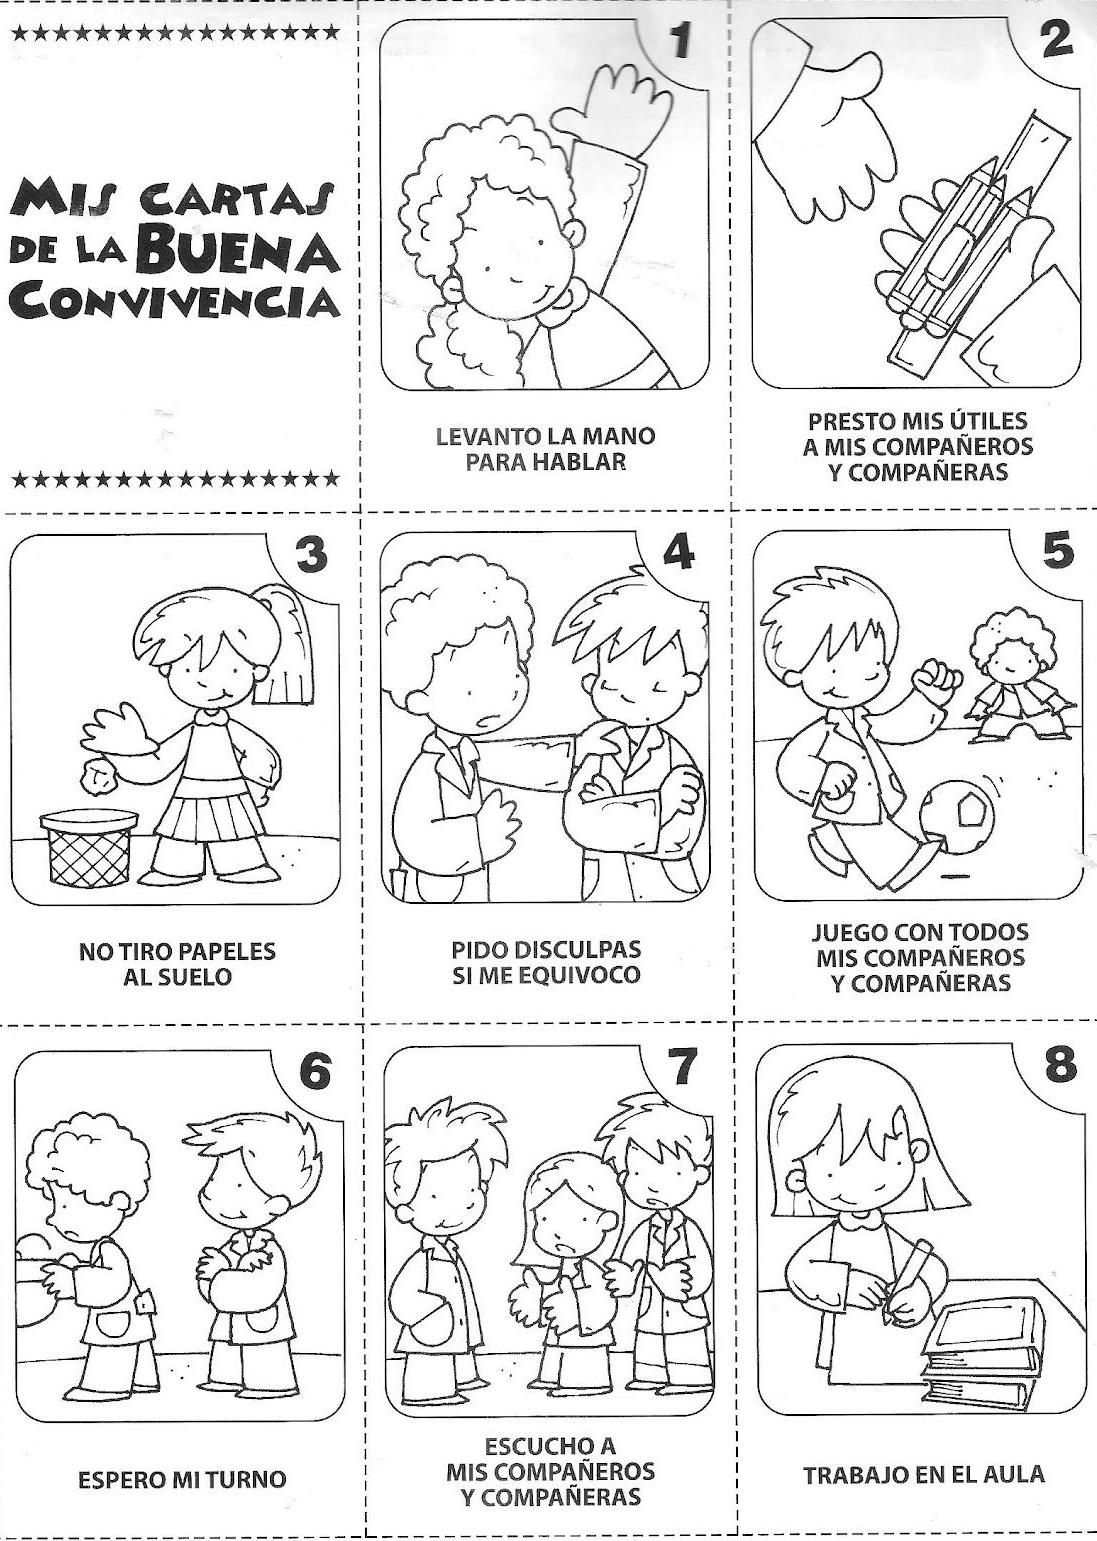 MIS CARTAS
DE LA BUENA
CONVIVENCIA
1
LEVANTO LA MANO
PARA HABLAR
2
PRESTO MIS ÚTILES
A MIS COMPAÑEROS
Y COMPAÑERAS
3
NO TIRO PAPELES
AL SUELO
4
PIDO DISCULPAS
SI ME EQUIVOCO
5
JUEGO CON TODOS
MIS COMPAÑEROS
Y COMPAÑERAS
6
ESPERO MI TURNO
7
ESCUCHO A
MIS COMPAÑEROS
Y COMPAÑERAS
8
TRABAJO EN EL AULA